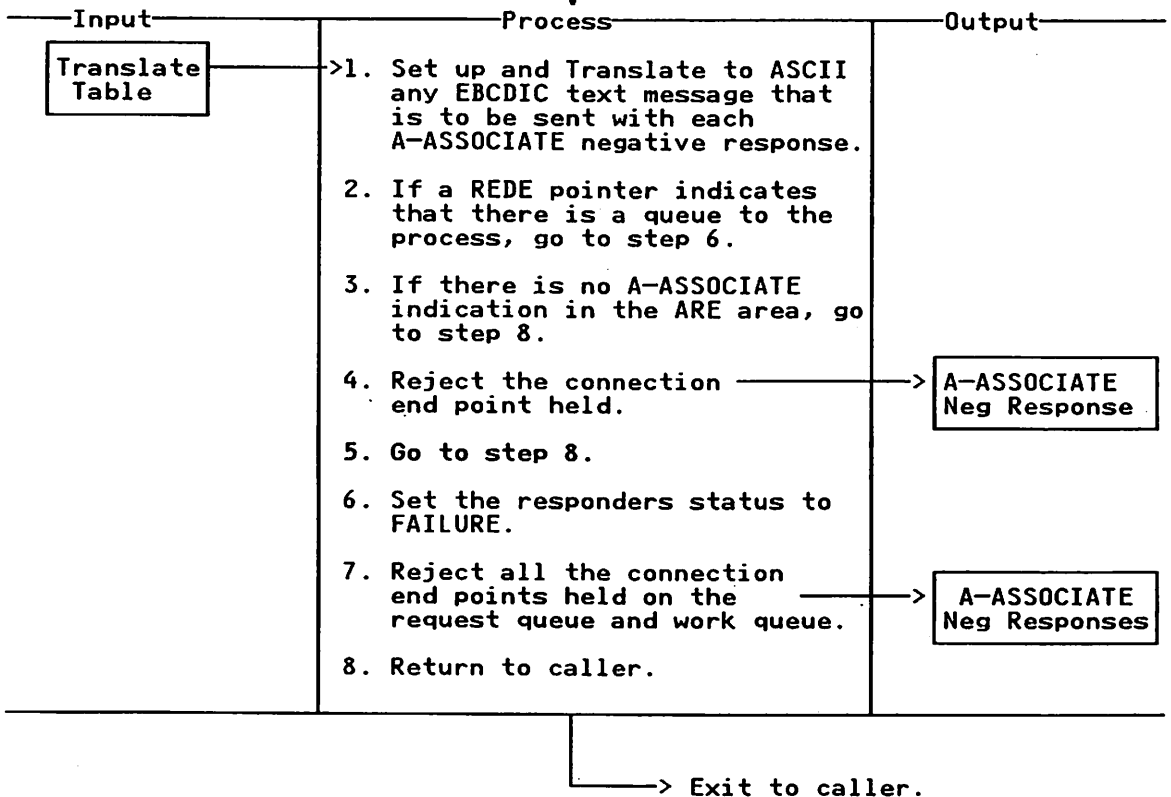 Input Process Output
Translate
Table
1. Set up and Translate to ASCII
any EBCDIC text message that
is to be sent with each
A-ASSOCIATE negative response.
2. If a REDE pointer indicates
that there is a queue to the
process, go to step 6.
3. If there is no A-ASSOCIATE
indication in the ARE area, go
to step 8.
4. Reject the connection
end point held.
A-ASSOCIATE
Neg Response
5. Go to step 8.
6. Set the responders status to
FAILURE.
7. Reject all the connection
end points held on the
request queue and work queue.
A-ASSOCIATE
Neg Responses
8. Return to caller.
Exit to caller.